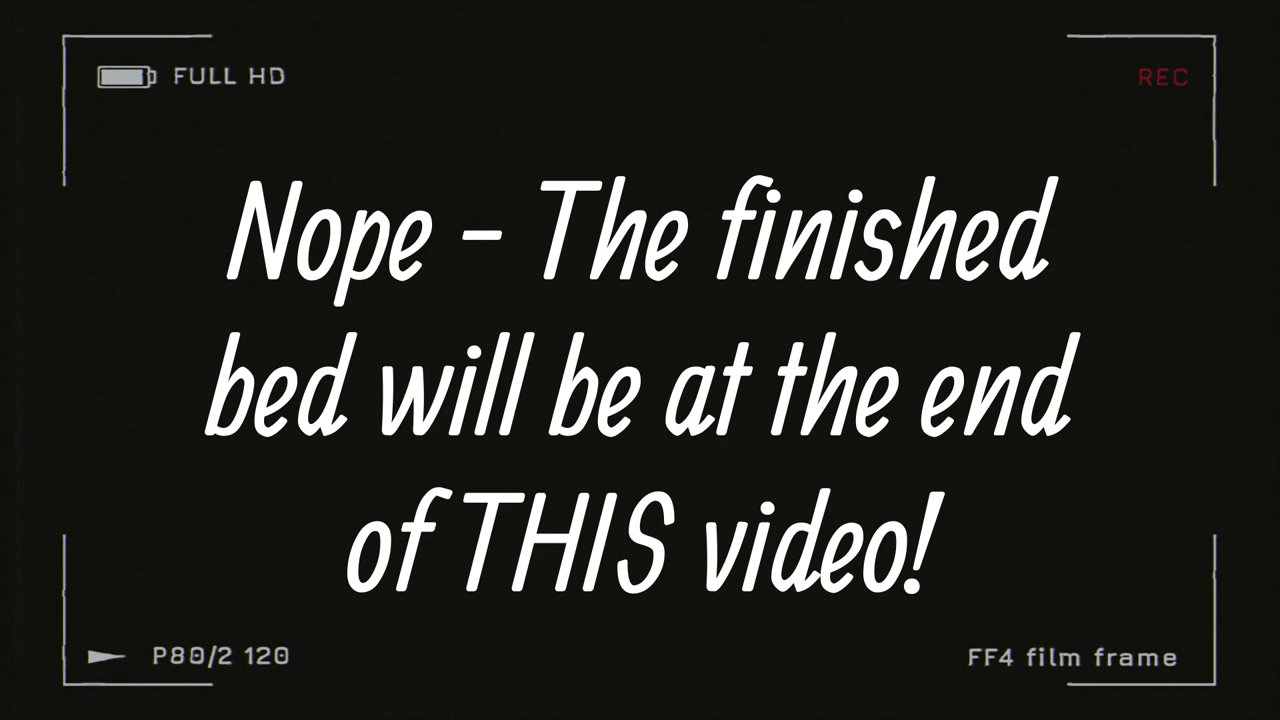 FULL HD
REC
Nope - The finished
bed will be at the end
of THIS video!
P80/2 120
FF4 film frame